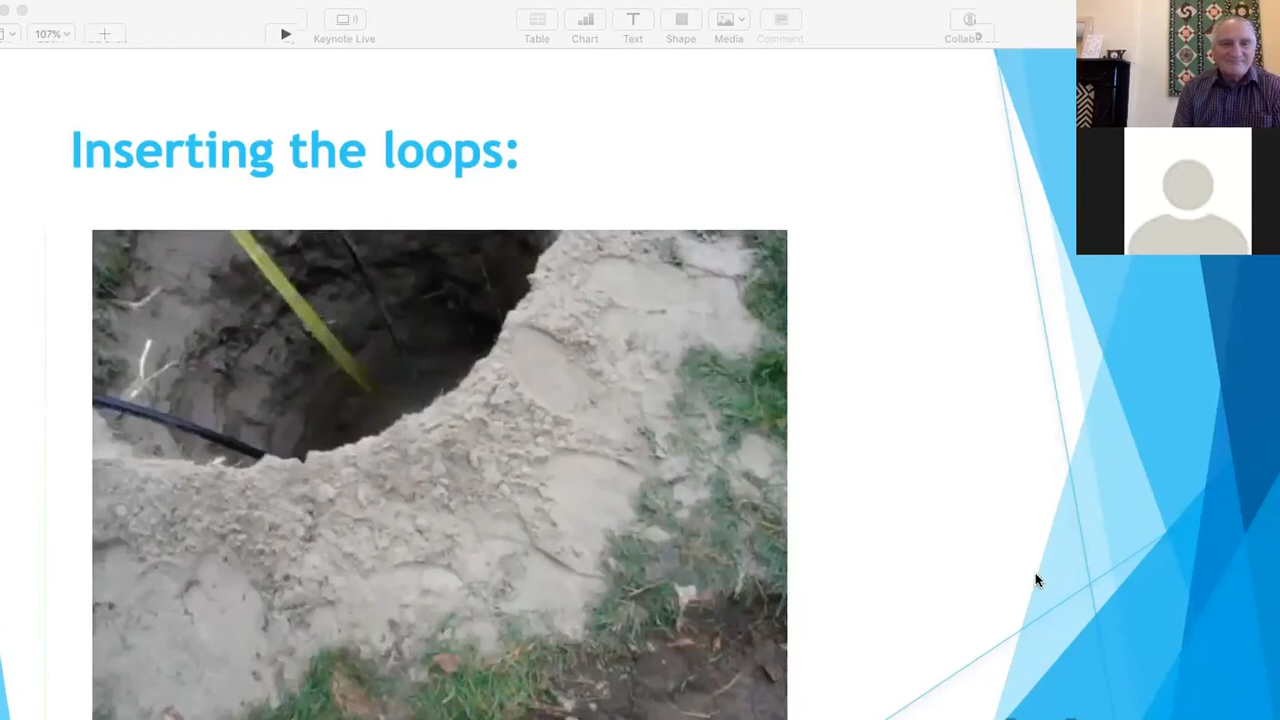 107%
Keynote Live
Table
Chart
Text
Shape
Media
Comment
Inserting the loops: